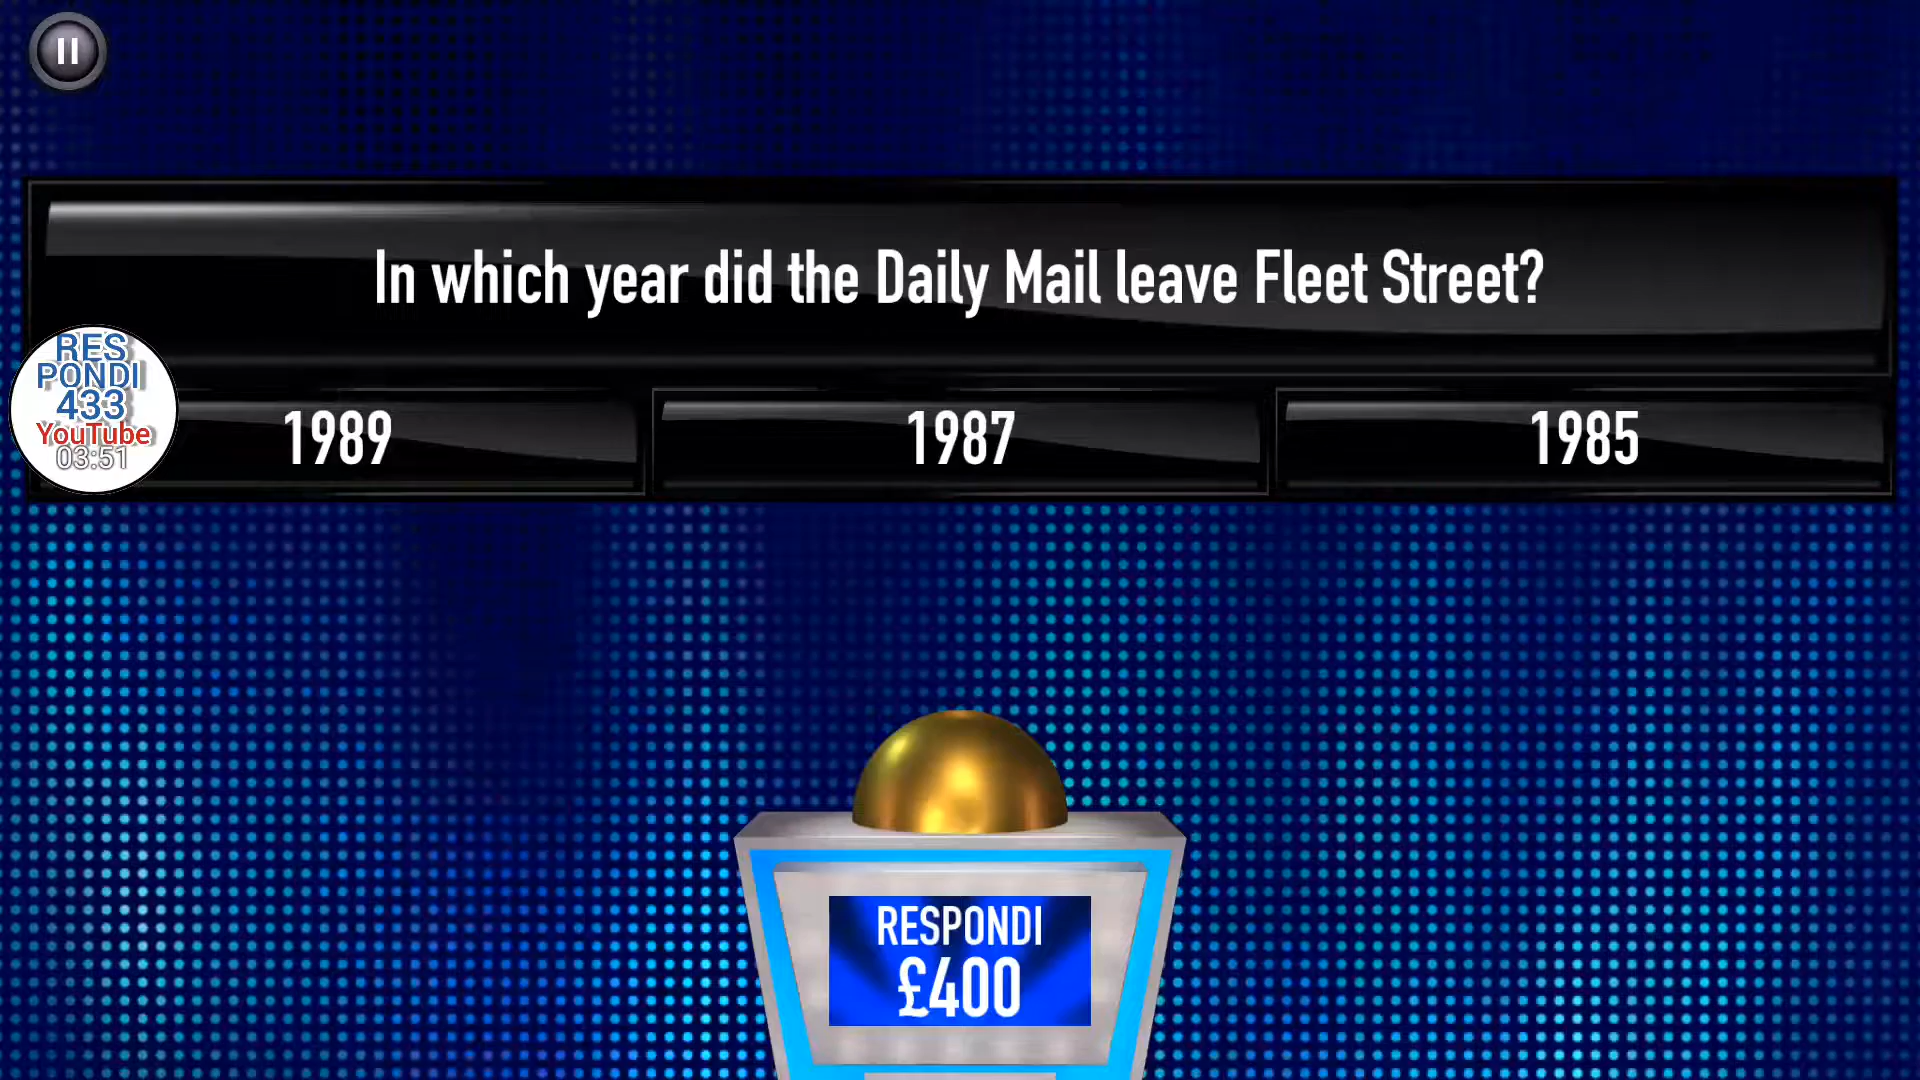 In which year did the Daily Mail leave Fleet Street?
RES
PONDI
433
YouTube
03:51
1989
1987
1985
RESPONDI
£400